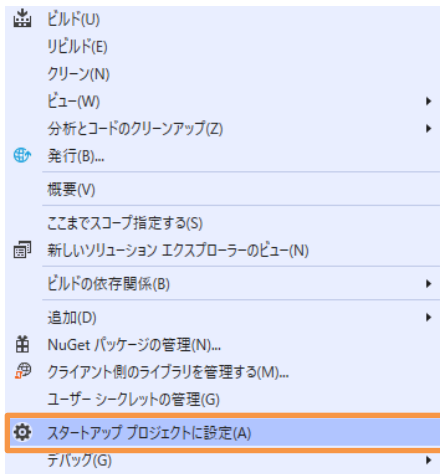 ビルド(U)
リビルド(E)
クリーン(N)
ビュー(W)
分析とコードのクリーンアップ(Z)
発行(B)...
概要(V)
ここまでスコープ指定する(S)
新しいソリューション エクスプローラーのビュー(N)
ビルドの依存関係(B)
追加(D)
NuGet パッケージの管理(N)...
クライアント側のライブラリを管理する(M)...
ユーザー シークレットの管理(G)
スタートアップ プロジェクトに設定(A)
デバッグ(G)